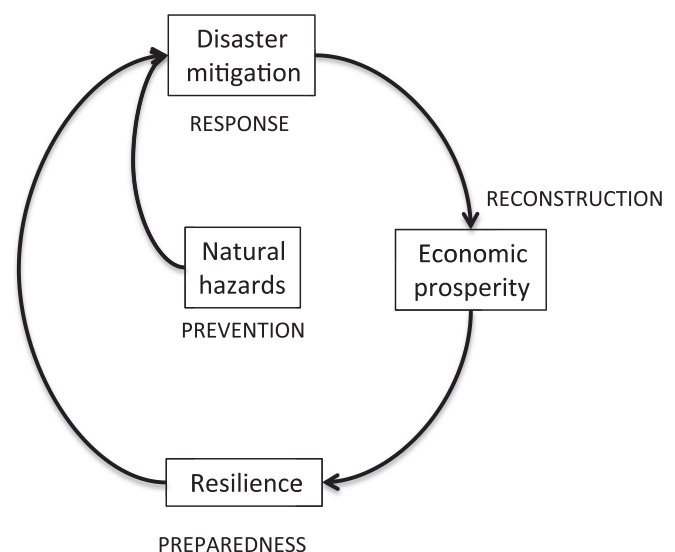 Disaster
mitigation
RESPONSE
RECONSTRUCTION
Natural
hazards
Economic
prosperity
PREVENTION
Resilience
PREPAREDNESS